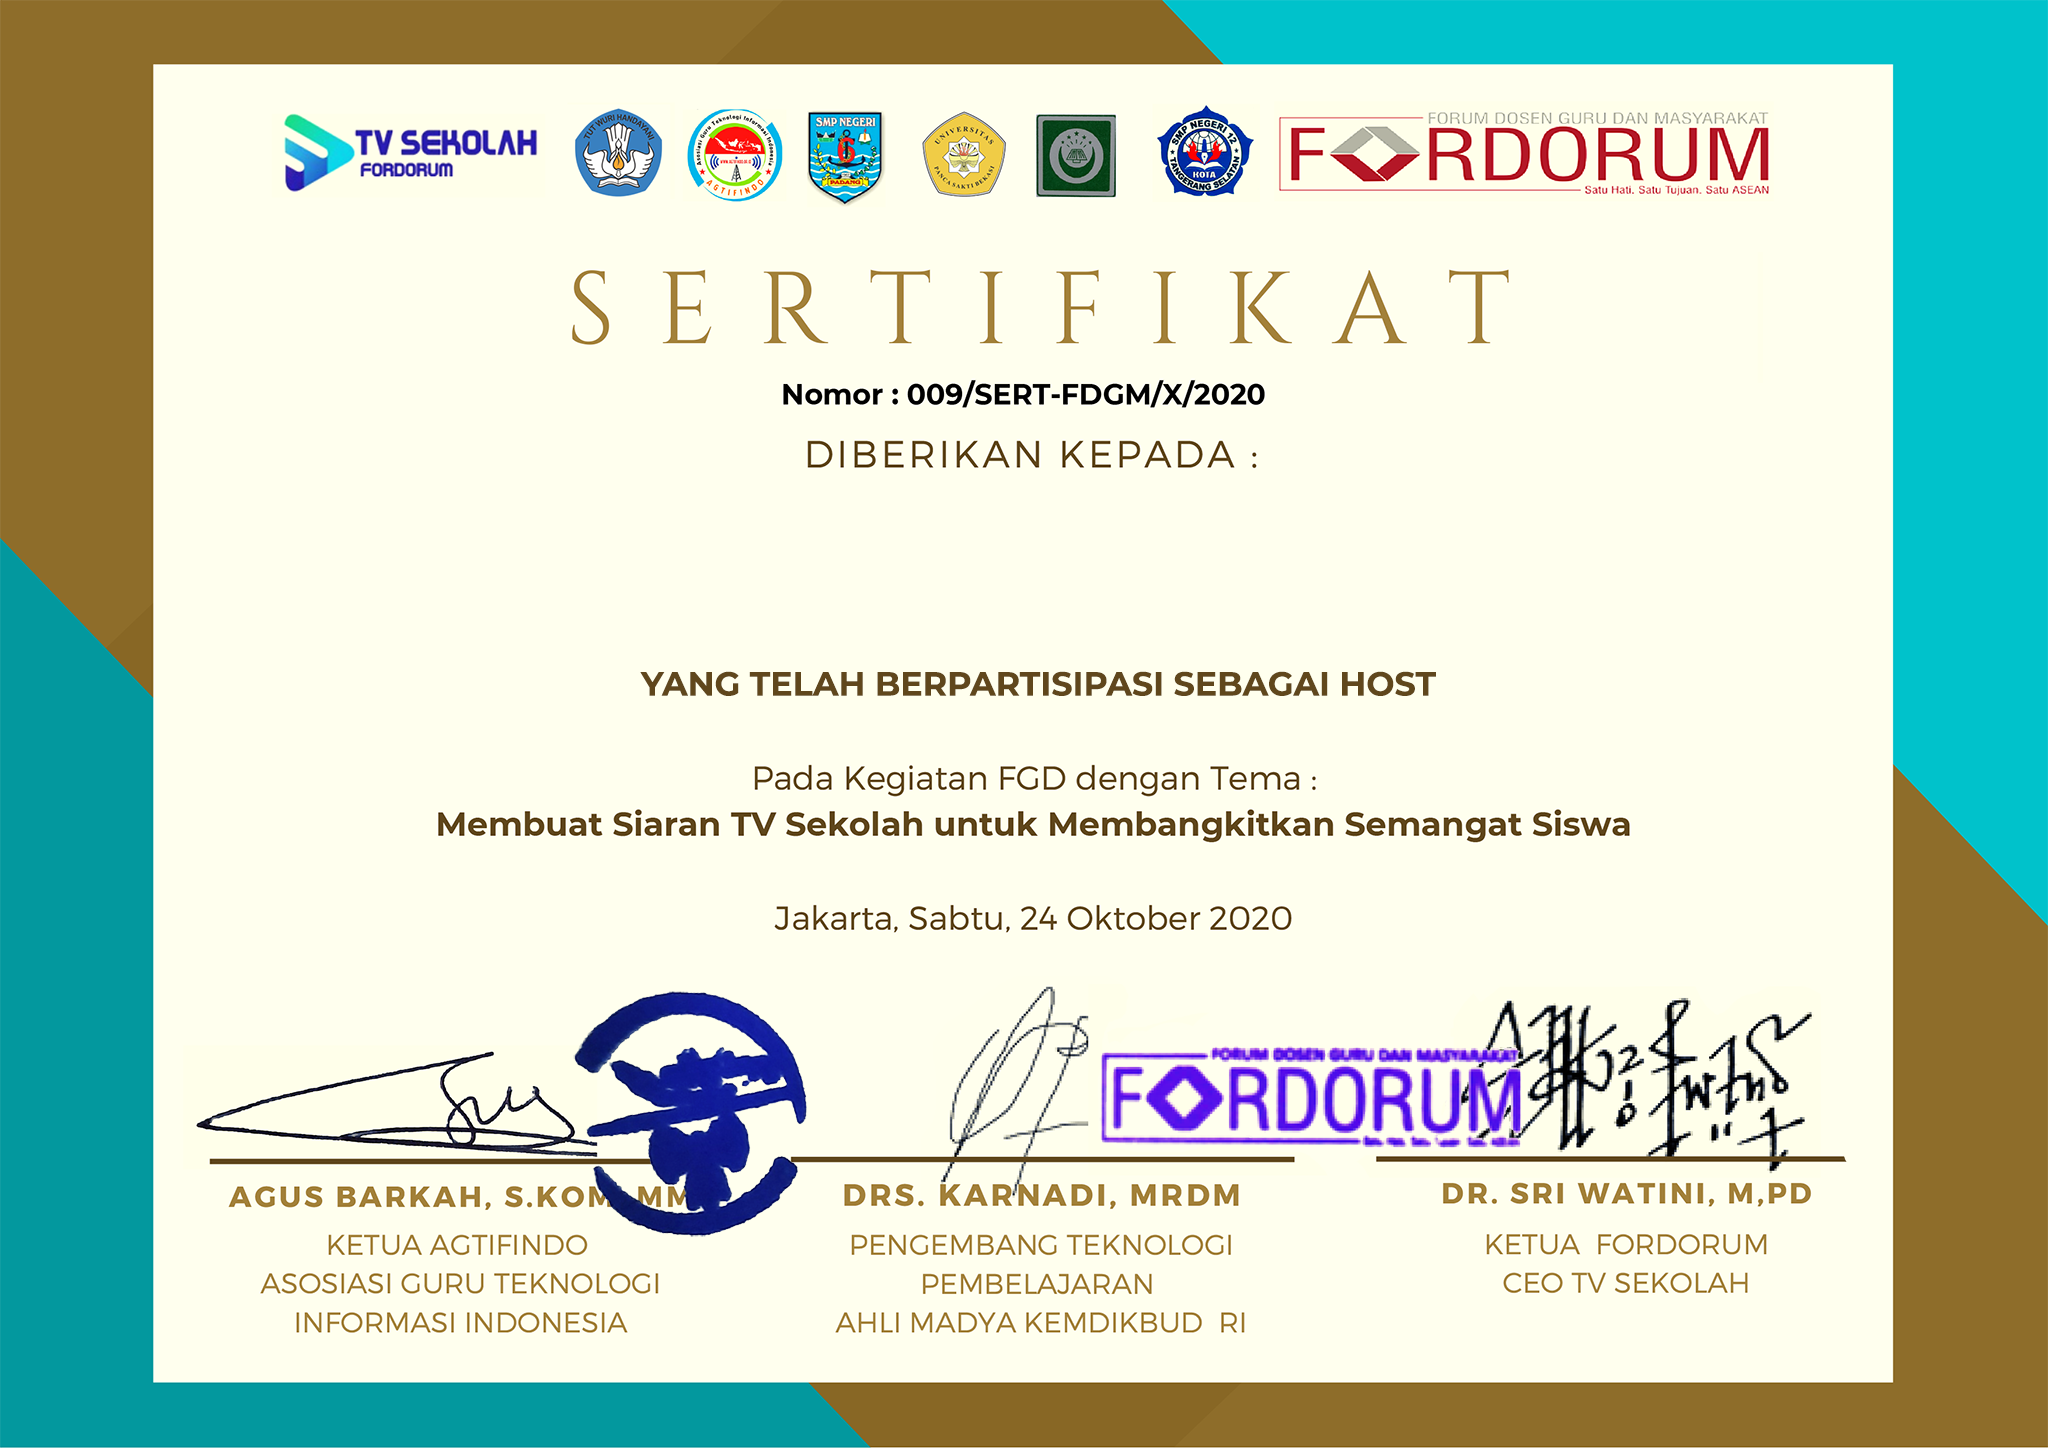 TV SEKOLAH
FORDORUM
TUT WURI HANDAYANI
Asosiasi Guru Teknologi Informasi Indonesia
AGTIFINDO
SMP NEGERI
6
PADANG
UNIVERSITAS
PANCA SAKTI BEKASI
SMP NEGERI 12
KOTA
TANGERANG SELATAN
FORUM DOSEN GURU DAN MASYARAKAT
FORDORUM
Satu Hati. Satu Tujuan. Satu ASEAN
SERTIFIKAT
Nomor : 009/SERT-FDGM/X/2020
DIBERIKAN KEPADA :
YANG TELAH BERPARTISIPASI SEBAGAI HOST
Pada Kegiatan FGD dengan Tema :
Membuat Siaran TV Sekolah untuk Membangkitkan Semangat Siswa
Jakarta, Sabtu, 24 Oktober 2020
FORUM DOSEN GURU DAN MASYARAKAT
FORDORUM
AGUS BARKAH, S.KOM, MM
KETUA AGTIFINDO
ASOSIASI GURU TEKNOLOGI
INFORMASI INDONESIA
DRS. KARNADI, MRDM
PENGEMBANG TEKNOLOGI
PEMBELAJARAN
AHLI MADYA KEMDIKBUD RI
DR. SRI WATINI, M,PD
KETUA FORDORUM
CEO TV SEKOLAH